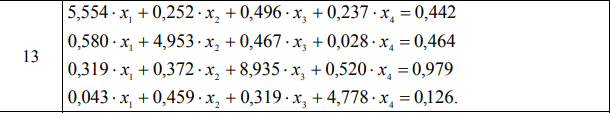 5,554 · x₁ + 0,252 · x₂ + 0,496 · x₃ + 0,237 · x₄ = 0,442
0,580 · x₁ + 4,953 · x₂ + 0,467 · x₃ + 0,028 · x₄ = 0,464
13
0,319 · x₁ + 0,372 · x₂ + 8,935 · x₃ + 0,520 · x₄ = 0,979
0,043 · x₁ + 0,459 · x₂ + 0,319 · x₃ + 4,778 · x₄ = 0,126.